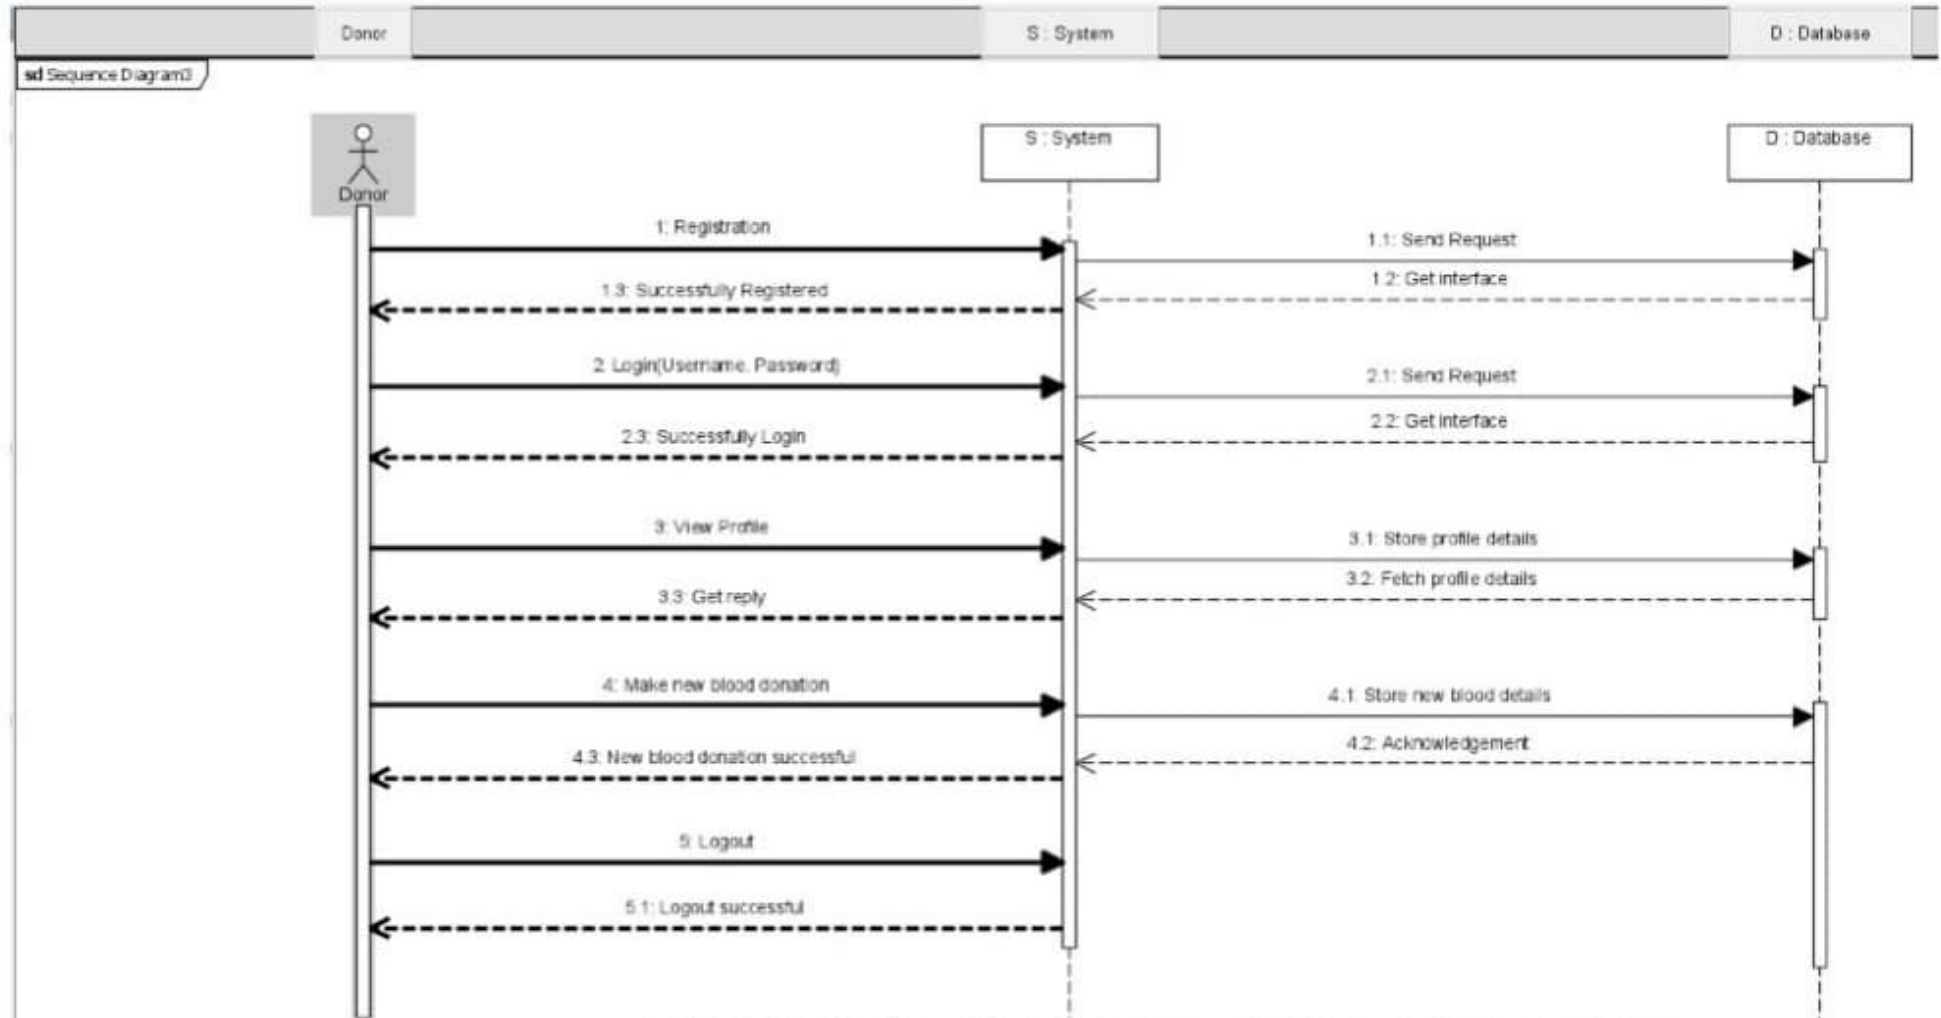 Donor
S : System
D : Database
sd Sequence Diagram3
S : System
D : Database
Donor
1: Registration
1.1: Send Request
1.2: Get interface
1.3: Successfully Registered
2: Login(Username. Password)
2.1: Send Request
2.2: Get interface
2.3: Successfully Login
3: View Profile
3.1: Store profile details
3.2: Fetch profile details
3.3: Get reply
4: Make new blood donation
4.1: Store new blood details
4.2: Acknowledgement
4.3: New blood donation successful
5: Logout
5.1: Logout successful